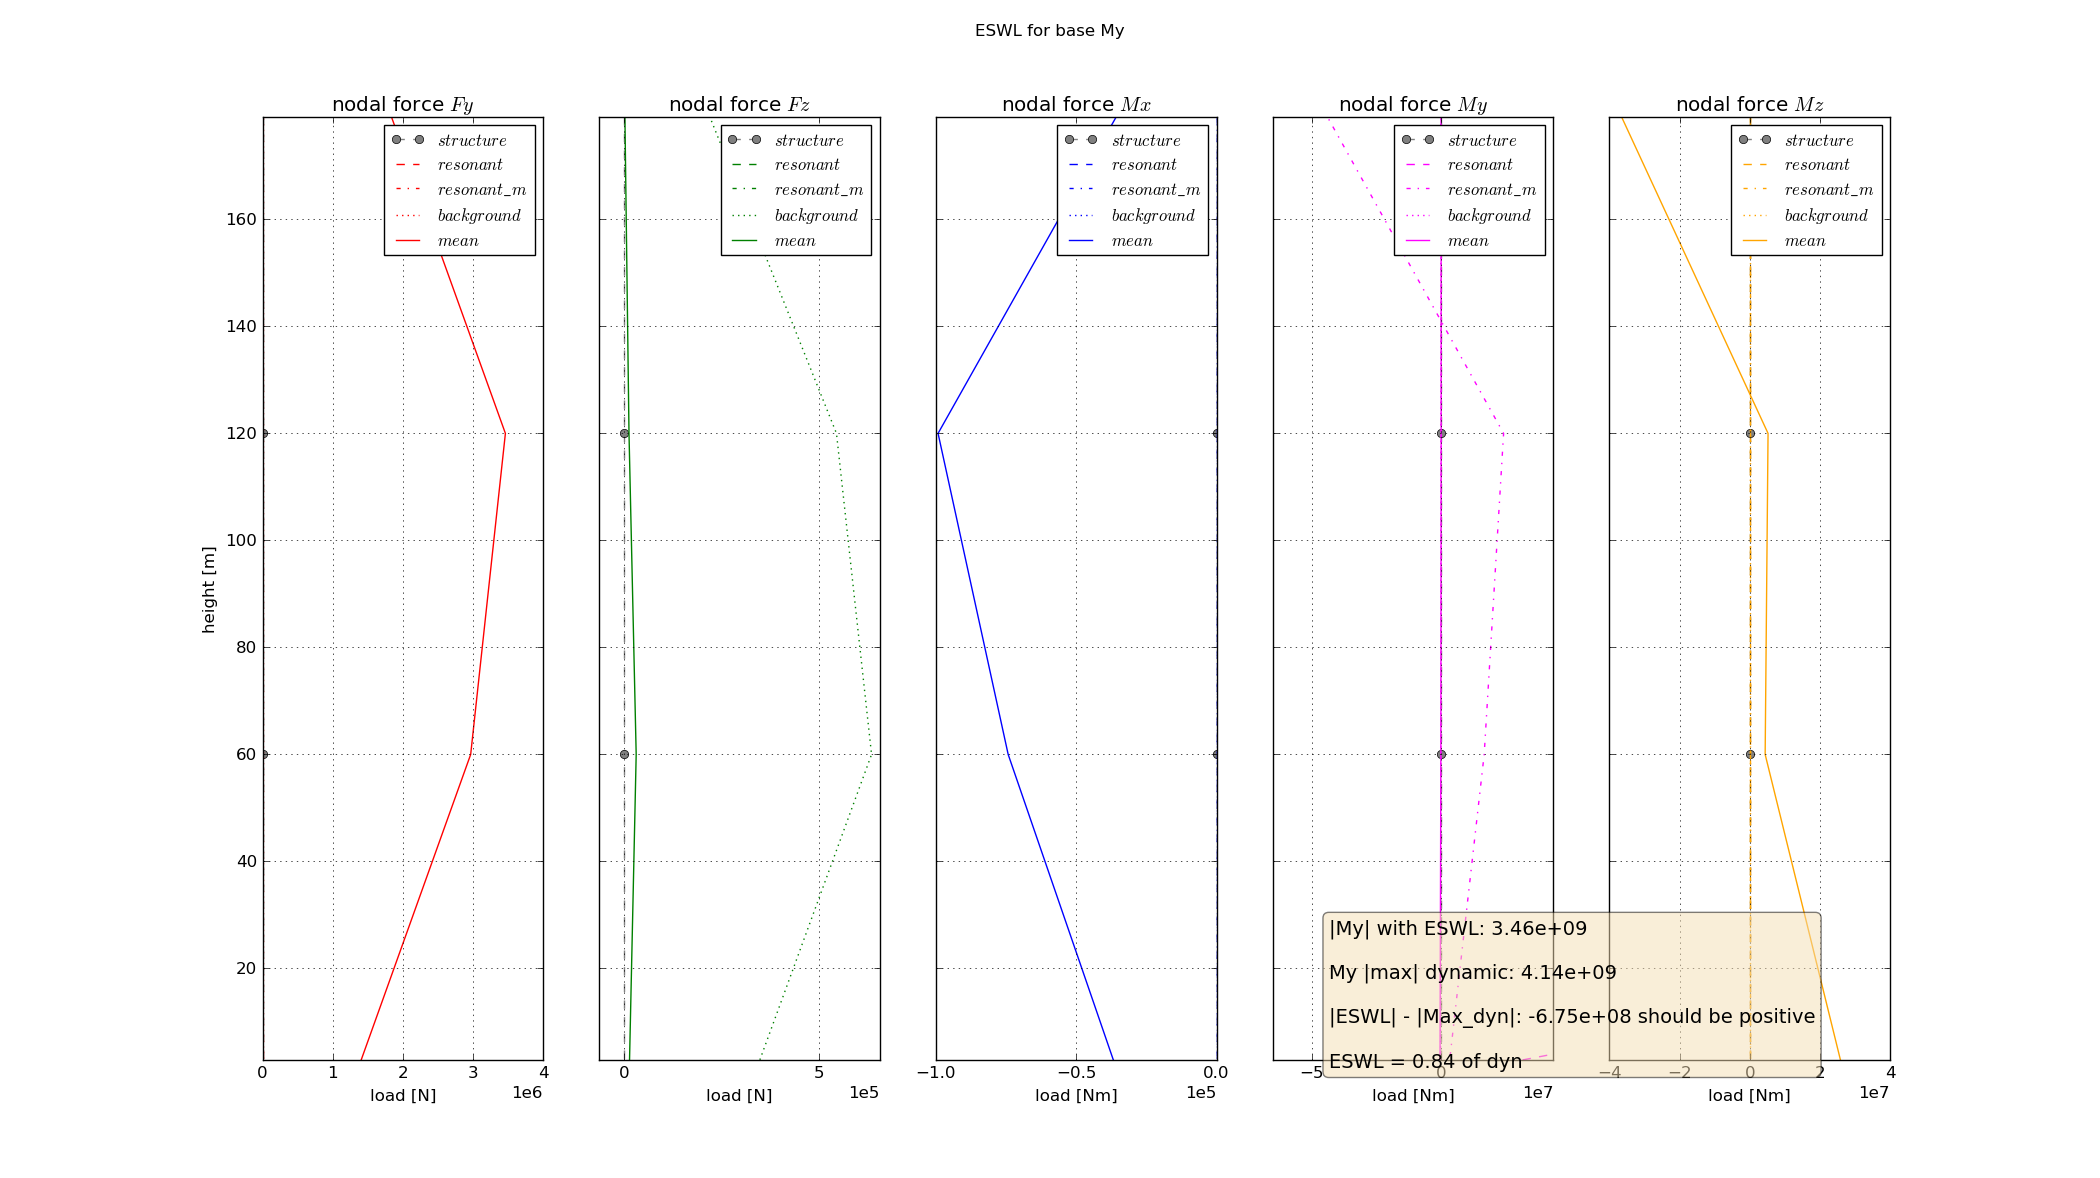 ESWL for base My
nodal force Fy
nodal force Fz
nodal force Mx
nodal force My
nodal force Mz
structure
resonant
resonant_m
background
mean
structure
resonant
resonant_m
background
mean
structure
resonant
resonant_m
background
mean
structure
resonant
resonant_m
background
mean
structure
resonant
resonant_m
background
mean
height [m]
160
140
120
100
80
60
40
20
0 1 2 3 4
1e6
load [N]
0 5
1e5
load [N]
−1.0 −0.5 0.0
1e5
load [Nm]
−5 0
1e7
load [Nm]
−4 −2 0 2 4
1e7
load [Nm]
|My| with ESWL: 3.46e+09
My |max| dynamic: 4.14e+09
|ESWL| - |Max_dyn|: -6.75e+08 should be positive
ESWL = 0.84 of dyn